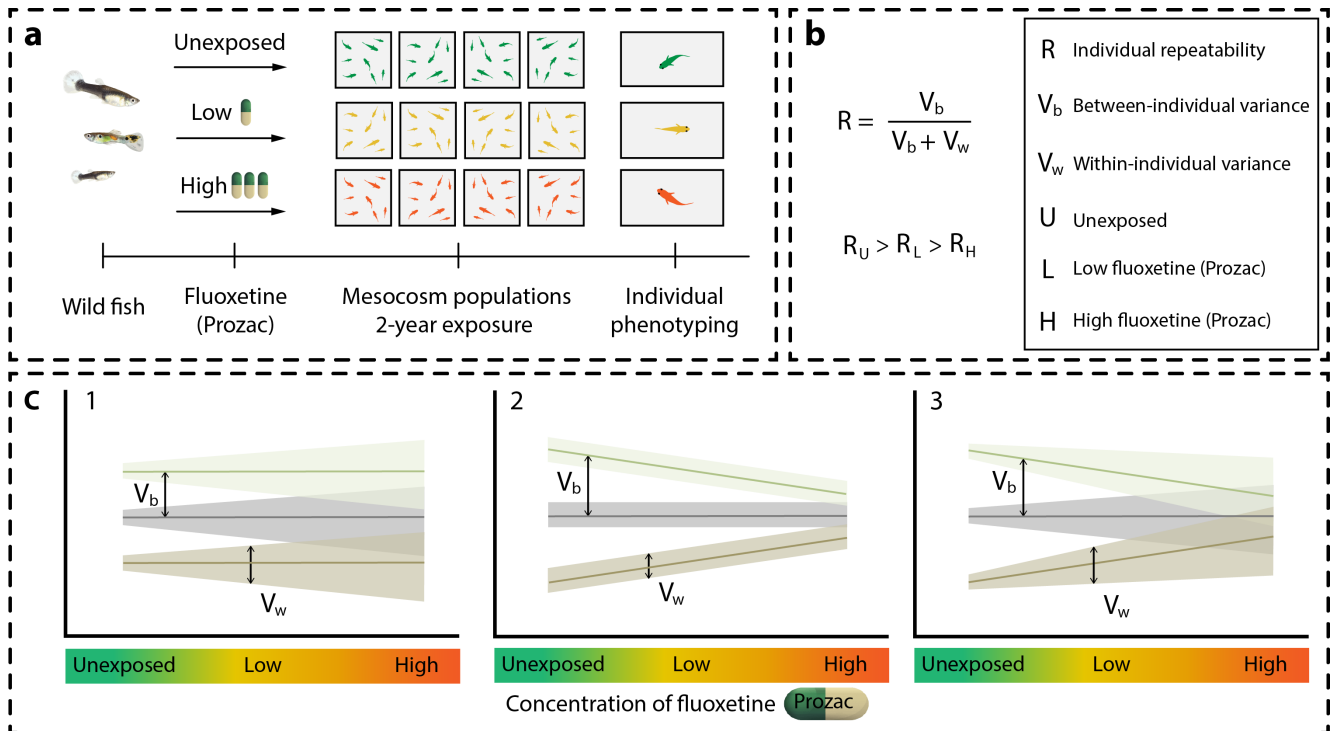 a
Unexposed
Low
High
Wild fish
Fluoxetine
(Prozac)
Mesocosm populations
2-year exposure
Individual
phenotyping
b
R = V_b / V_b + V_w
R_U > R_L > R_H
R Individual repeatability
V_b Between-individual variance
V_w Within-individual variance
U Unexposed
L Low fluoxetine (Prozac)
H High fluoxetine (Prozac)
c
1
V_b
V_w
Unexposed Low High
2
V_b
V_w
Unexposed Low High
3
V_b
V_w
Unexposed Low High
Concentration of fluoxetine Prozac